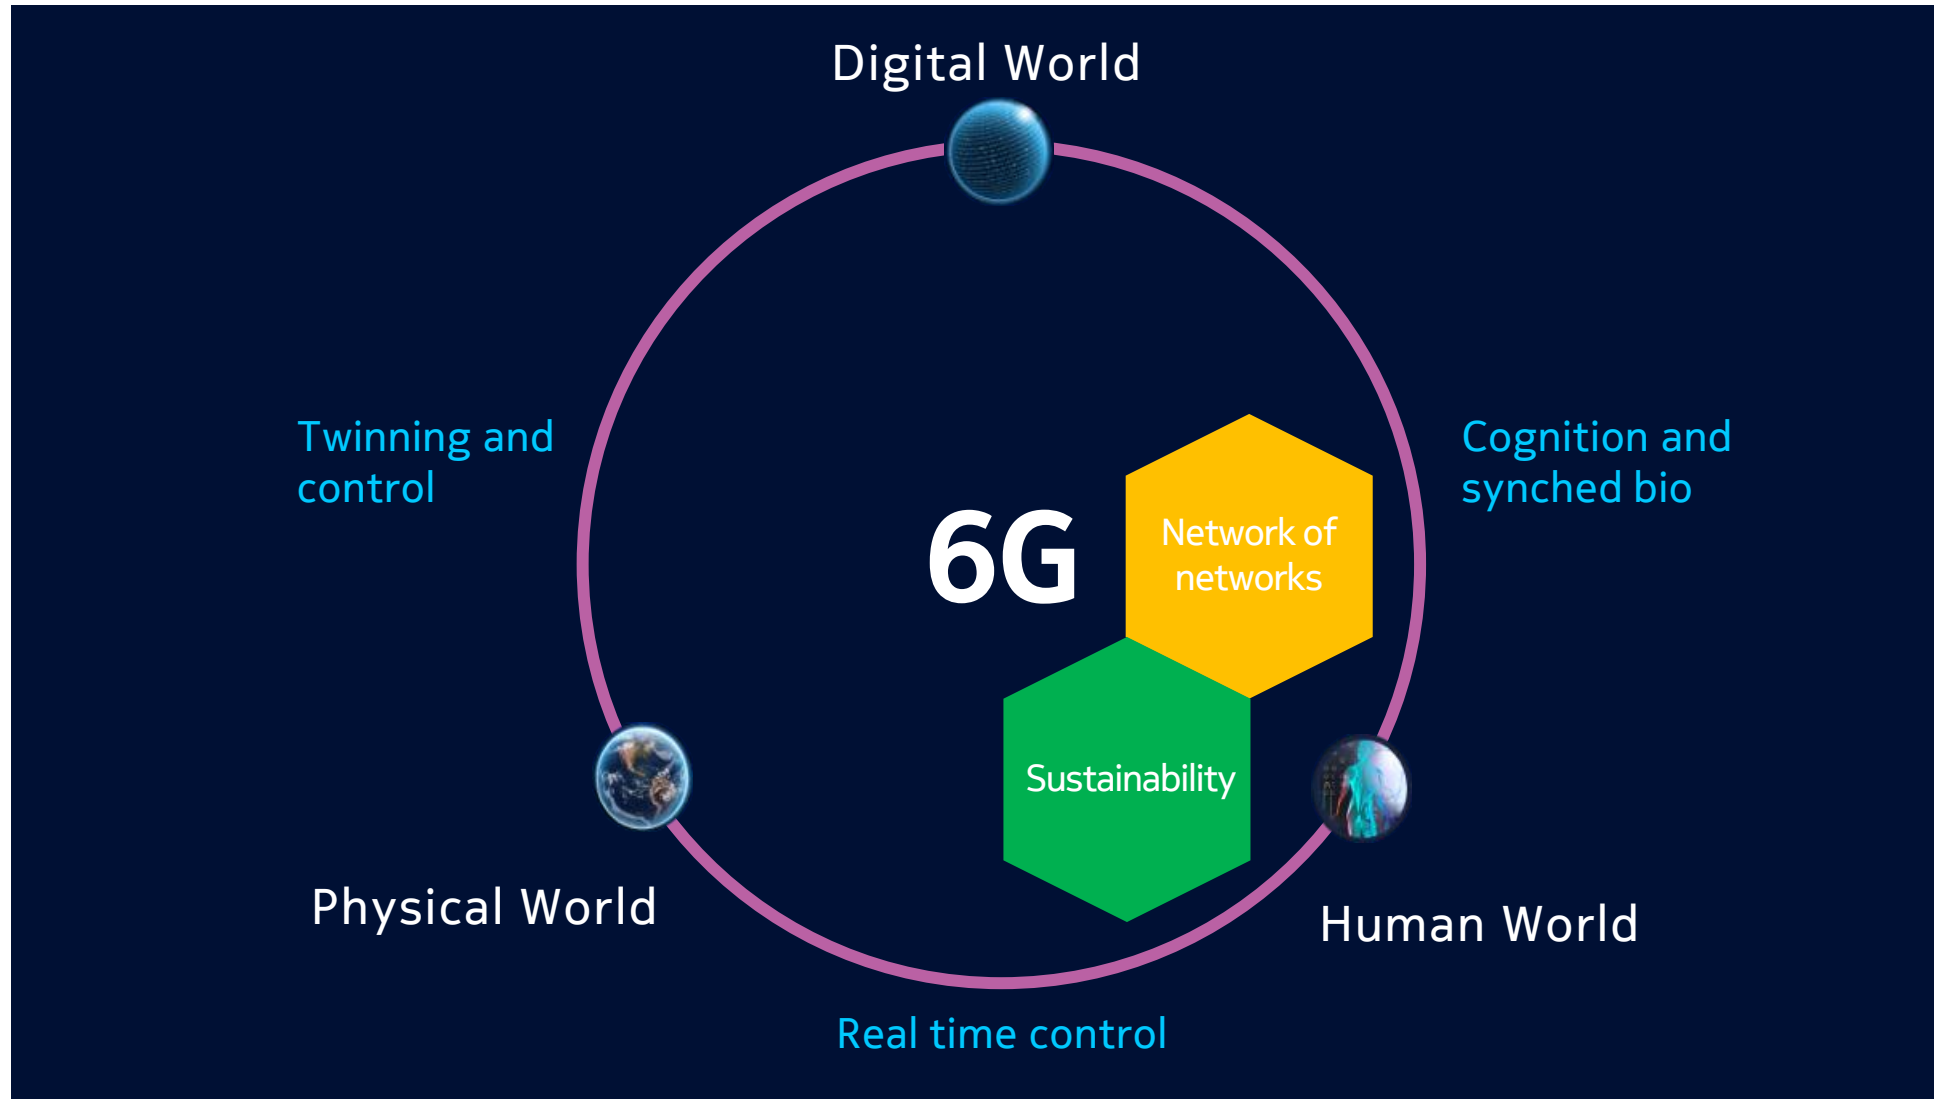 Digital World
Twinning and
control
Cognition and
synched bio
6G
Network of
networks
Sustainability
Physical World
Human World
Real time control